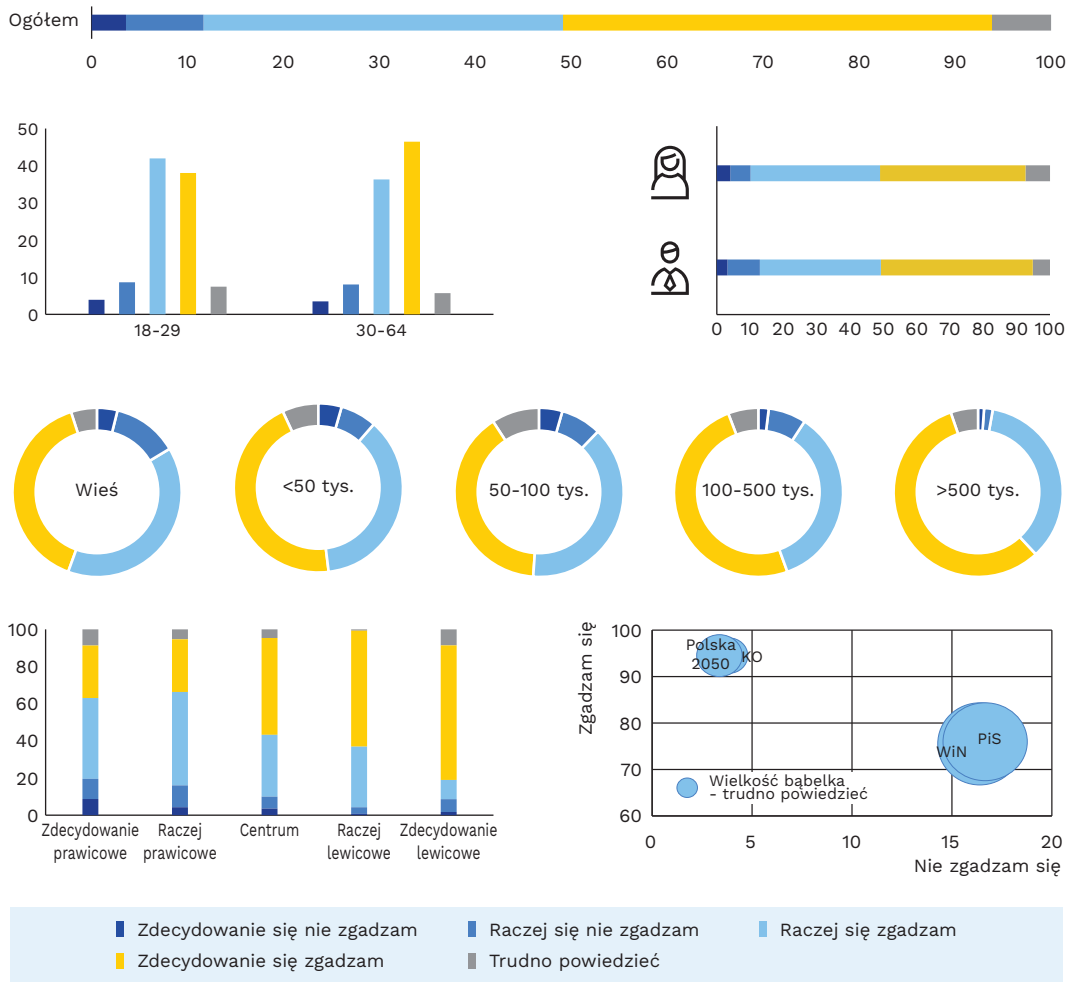 Ogółem
0 10 20 30 40 50 60 70 80 90 100
50
40
30
20
10
0
18-29 30-64
0 10 20 30 40 50 60 70 80 90 100
Wieś
<50 tys.
50-100 tys.
100-500 tys.
>500 tys.
100
80
60
40
20
0
Zdecydowanie
prawicowe
Raczej
prawicowe
Centrum
Raczej
lewicowe
Zdecydowanie
lewicowe
Zgadzam się
100
90
80
70
60
Polska
2050
KO
WiN
PiS
Wielkość bąbelka
- trudno powiedzieć
0 5 10 15 20
Nie zgadzam się
Zdecydowanie się nie zgadzam
Raczej się nie zgadzam
Raczej się zgadzam
Zdecydowanie się zgadzam
Trudno powiedzieć